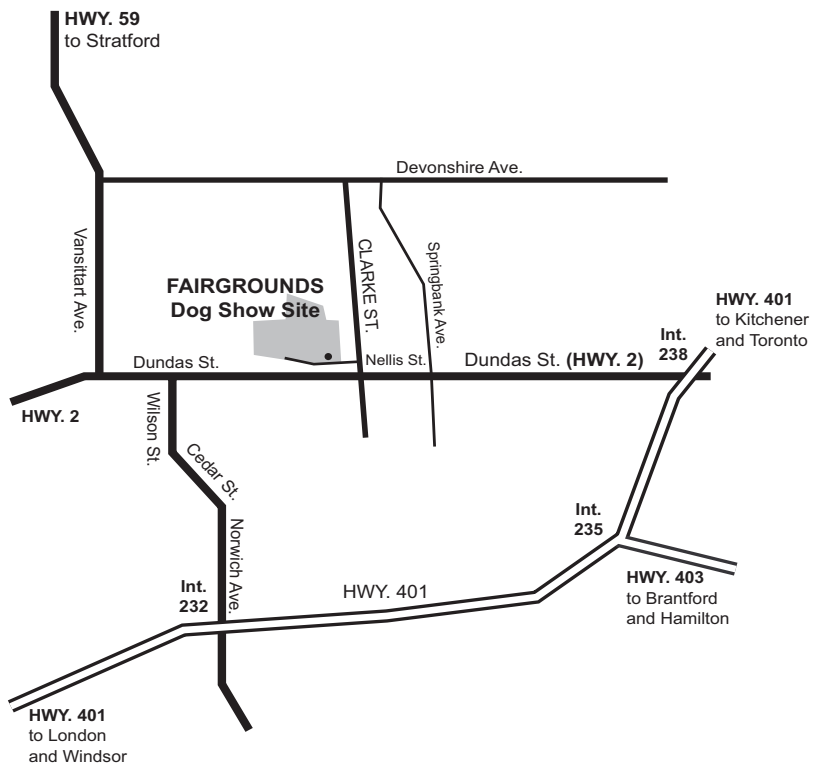 HWY. 59
to Stratford
Devonshire Ave.
Vansittart Ave.
CLARKE ST.
Springbank Ave.
FAIRGROUNDS
Dog Show Site
HWY. 401
to Kitchener
and Toronto
Int.
238
Dundas St.
Nellis St.
Dundas St. (HWY. 2)
HWY. 2
Wilson St.
Cedar St.
Norwich Ave.
Int.
235
Int.
232
HWY. 401
HWY. 403
to Brantford
and Hamilton
HWY. 401
to London
and Windsor